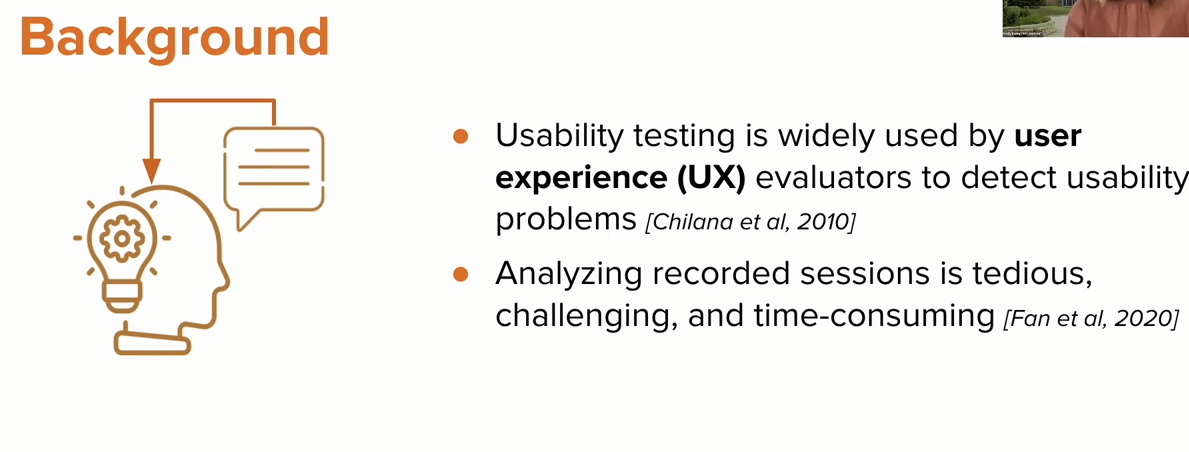 Background
Usability testing is widely used by user
experience (UX) evaluators to detect usability
problems [Chilana et al, 2010]
Analyzing recorded sessions is tedious,
challenging, and time-consuming [Fan et al, 2020]